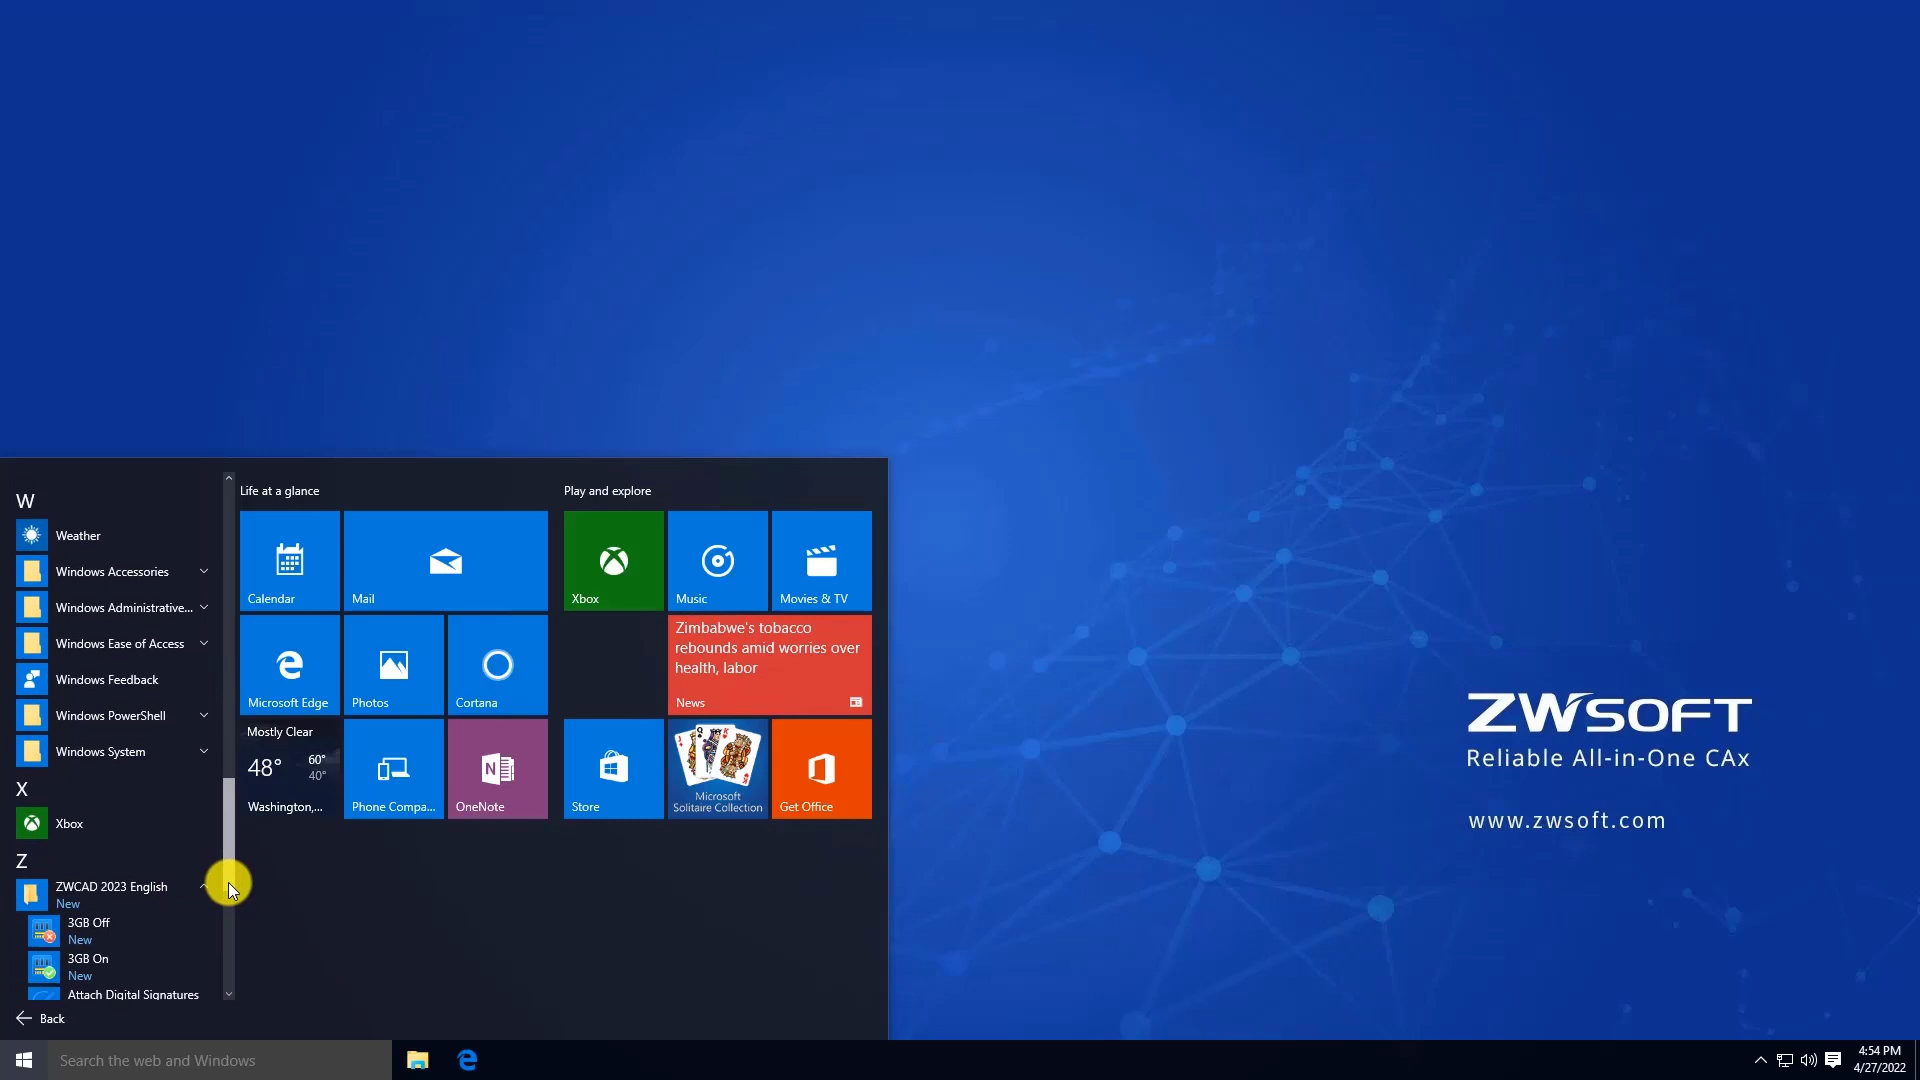 W
Weather
Windows Accessories
Windows Administrative...
Windows Ease of Access
Windows Feedback
Windows PowerShell
Windows System
X
Xbox
Z
ZWCAD 2023 English
New
3GB Off
New
3GB On
New
Attach Digital Signatures
Back
Life at a glance
Calendar
Mail
Microsoft Edge
Photos
Cortana
Mostly Clear
48° 60°
40°
Washington,...
Phone Compa...
OneNote
Play and explore
Xbox
Music
Movies & TV
Zimbabwe's tobacco
rebounds amid worries over
health, labor
News
Store
Microsoft
Solitaire Collection
Get Office
ZWSOFT
Reliable All-in-One CAx
www.zwsoft.com
Search the web and Windows
4:54 PM
4/27/2022